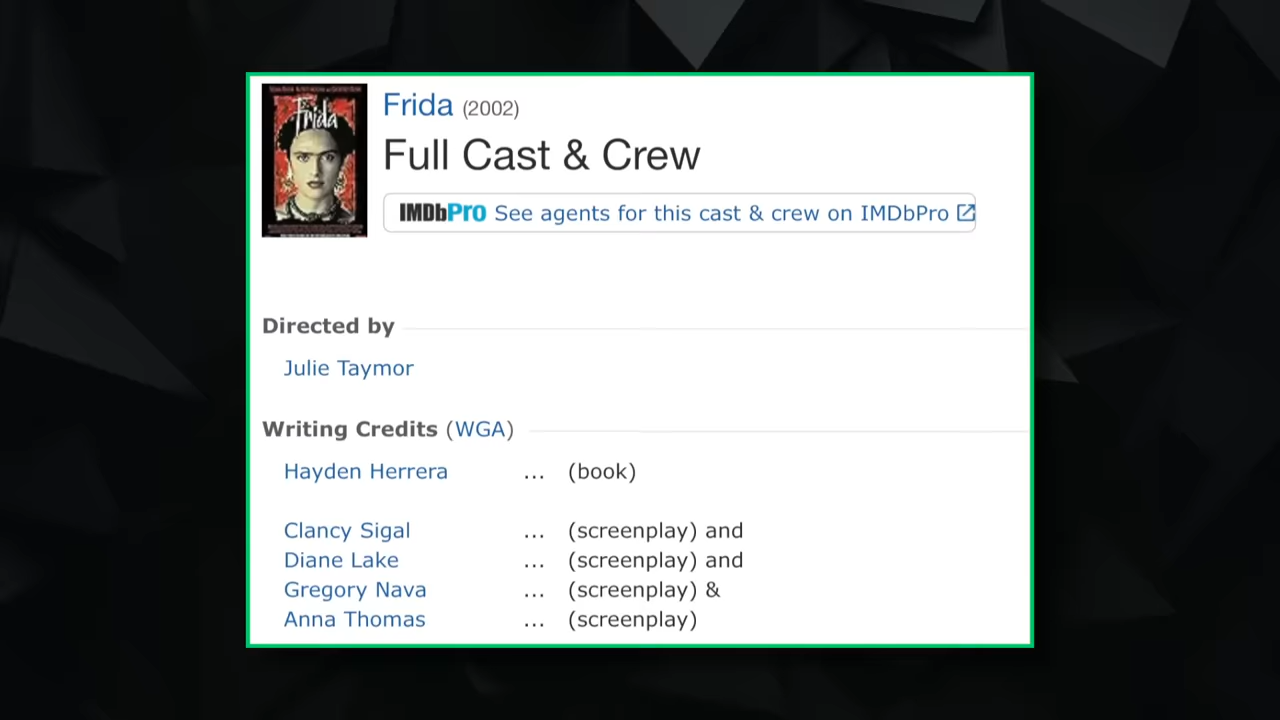 Frida
Frida (2002)
Full Cast & Crew
IMDbPro See agents for this cast & crew on IMDbPro
Directed by
Julie Taymor
Writing Credits (WGA)
Hayden Herrera ... (book)
Clancy Sigal ... (screenplay) and
Diane Lake ... (screenplay) and
Gregory Nava ... (screenplay) &
Anna Thomas ... (screenplay)